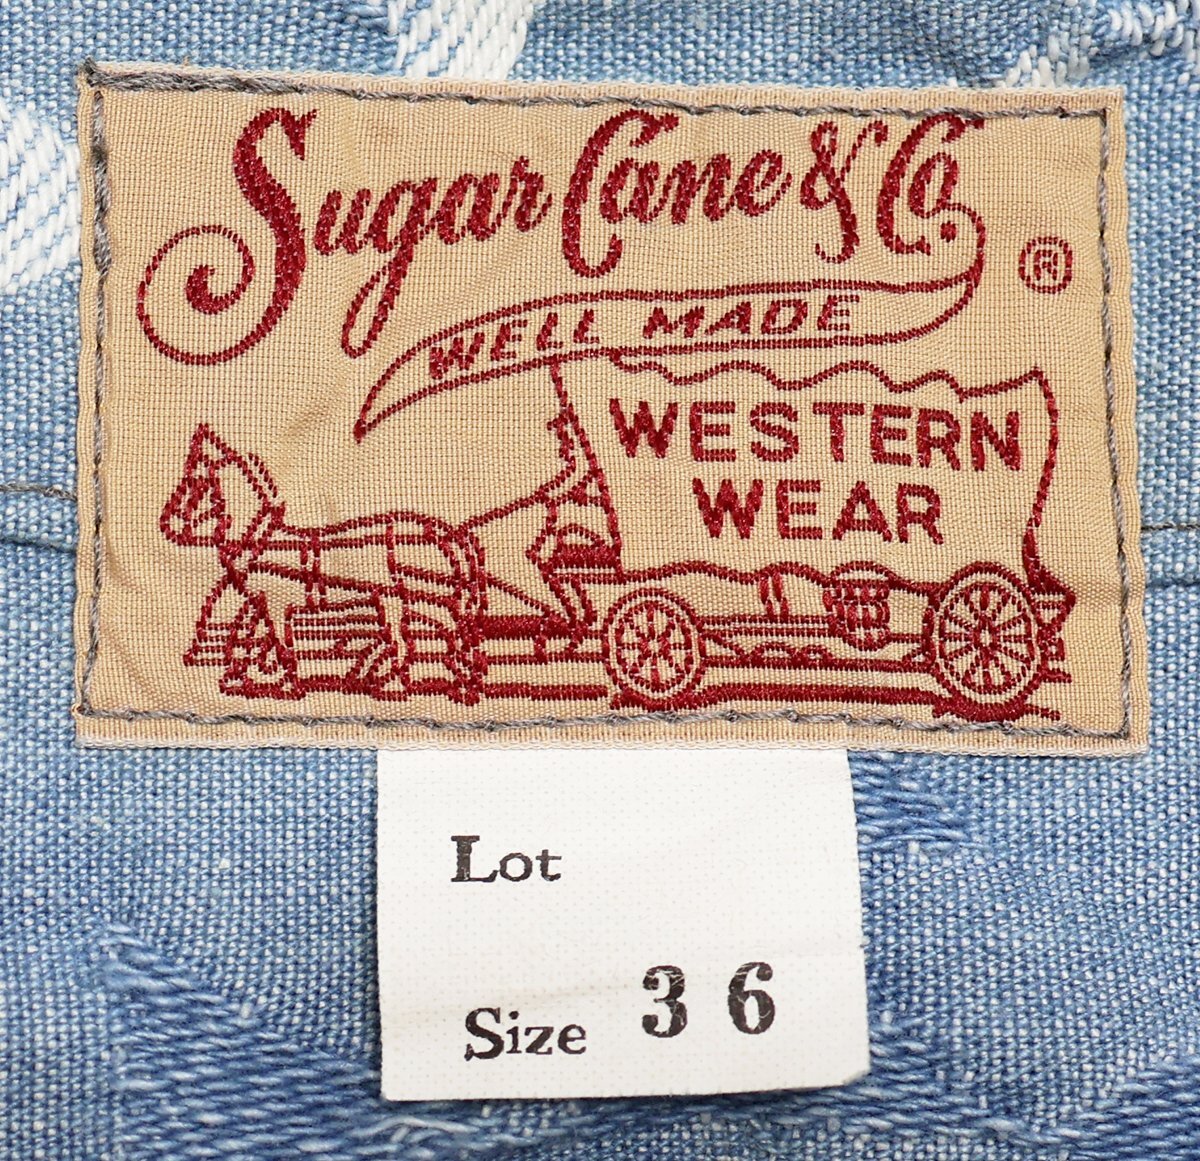 Sugar Cane & Co.
®
WELL MADE
WESTERN
WEAR
Lot
Size 36